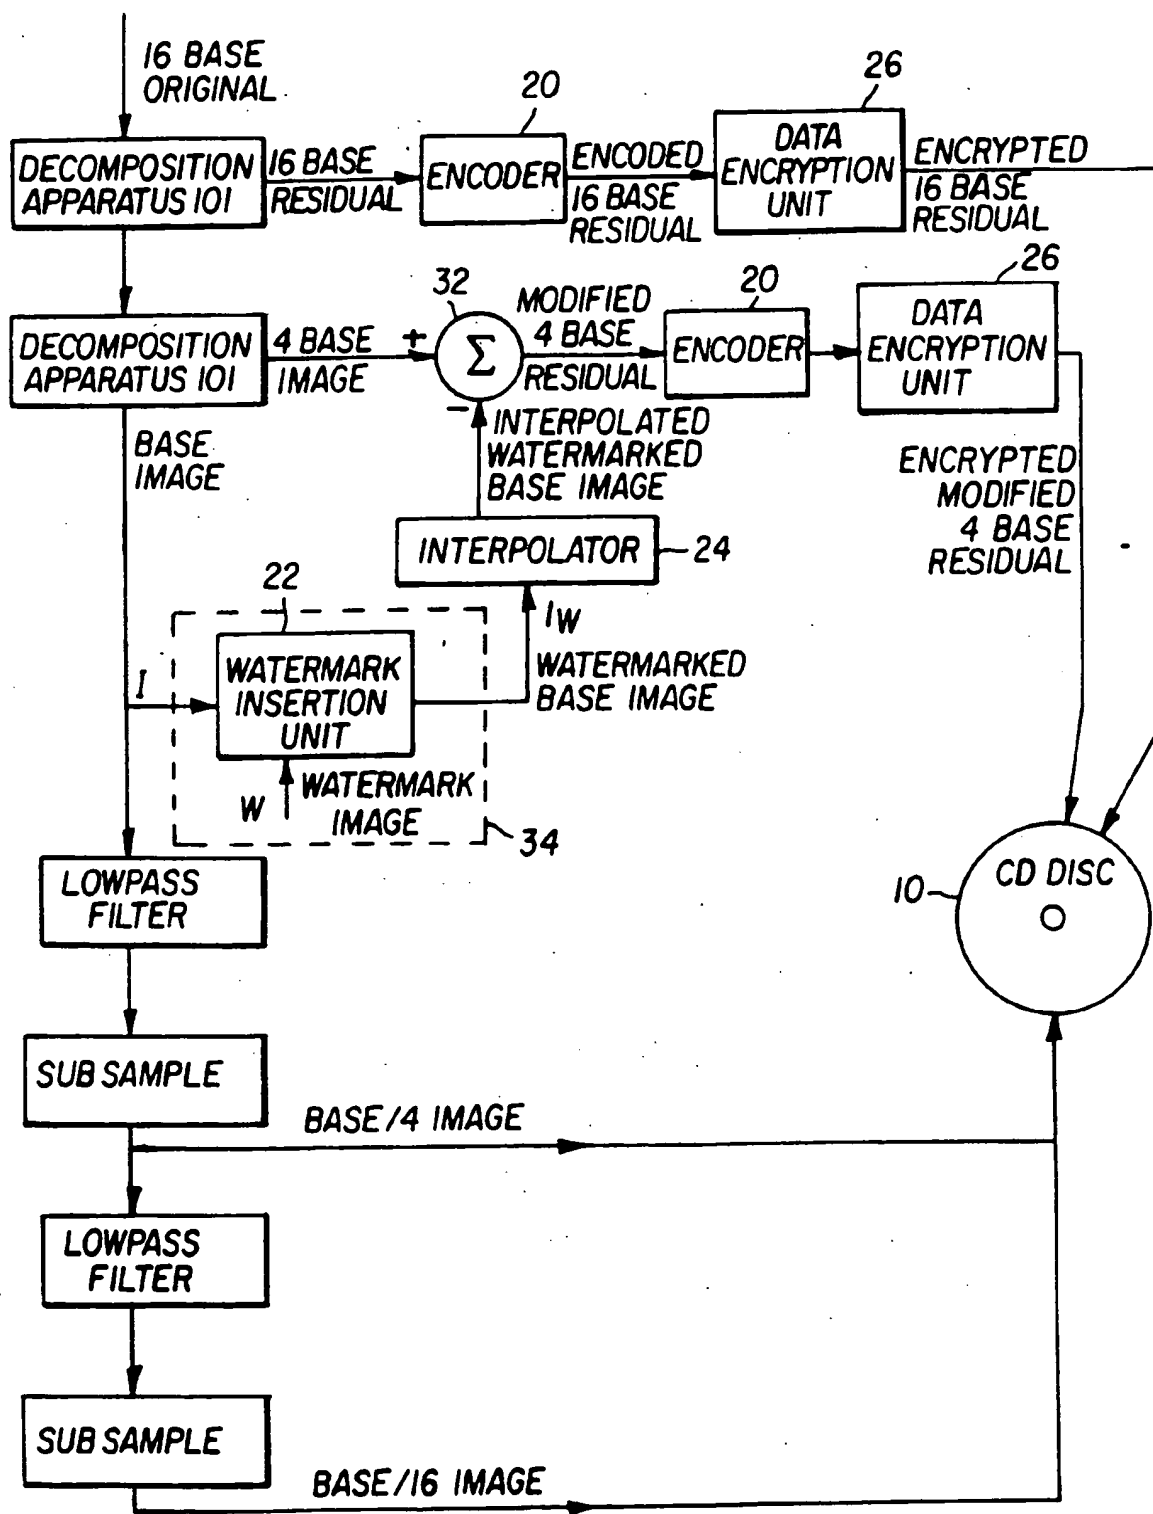 16 BASE
ORIGINAL
DECOMPOSITION
APPARATUS 101
16 BASE
RESIDUAL
20
ENCODER
ENCODED
16 BASE
RESIDUAL
26
DATA
ENCRYPTION
UNIT
ENCRYPTED
16 BASE
RESIDUAL
DECOMPOSITION
APPARATUS 101
4 BASE
IMAGE
+
32
Σ
-
MODIFIED
4 BASE
RESIDUAL
20
ENCODER
26
DATA
ENCRYPTION
UNIT
BASE
IMAGE
INTERPOLATED
WATERMARKED
BASE IMAGE
ENCRYPTED
MODIFIED
4 BASE
RESIDUAL
INTERPOLATOR
24
22
IW
WATERMARKED
BASE IMAGE
I
WATERMARK
INSERTION
UNIT
W
WATERMARK
IMAGE
34
LOWPASS
FILTER
10
CD DISC
SUB SAMPLE
BASE/4 IMAGE
LOWPASS
FILTER
SUB SAMPLE
BASE/16 IMAGE